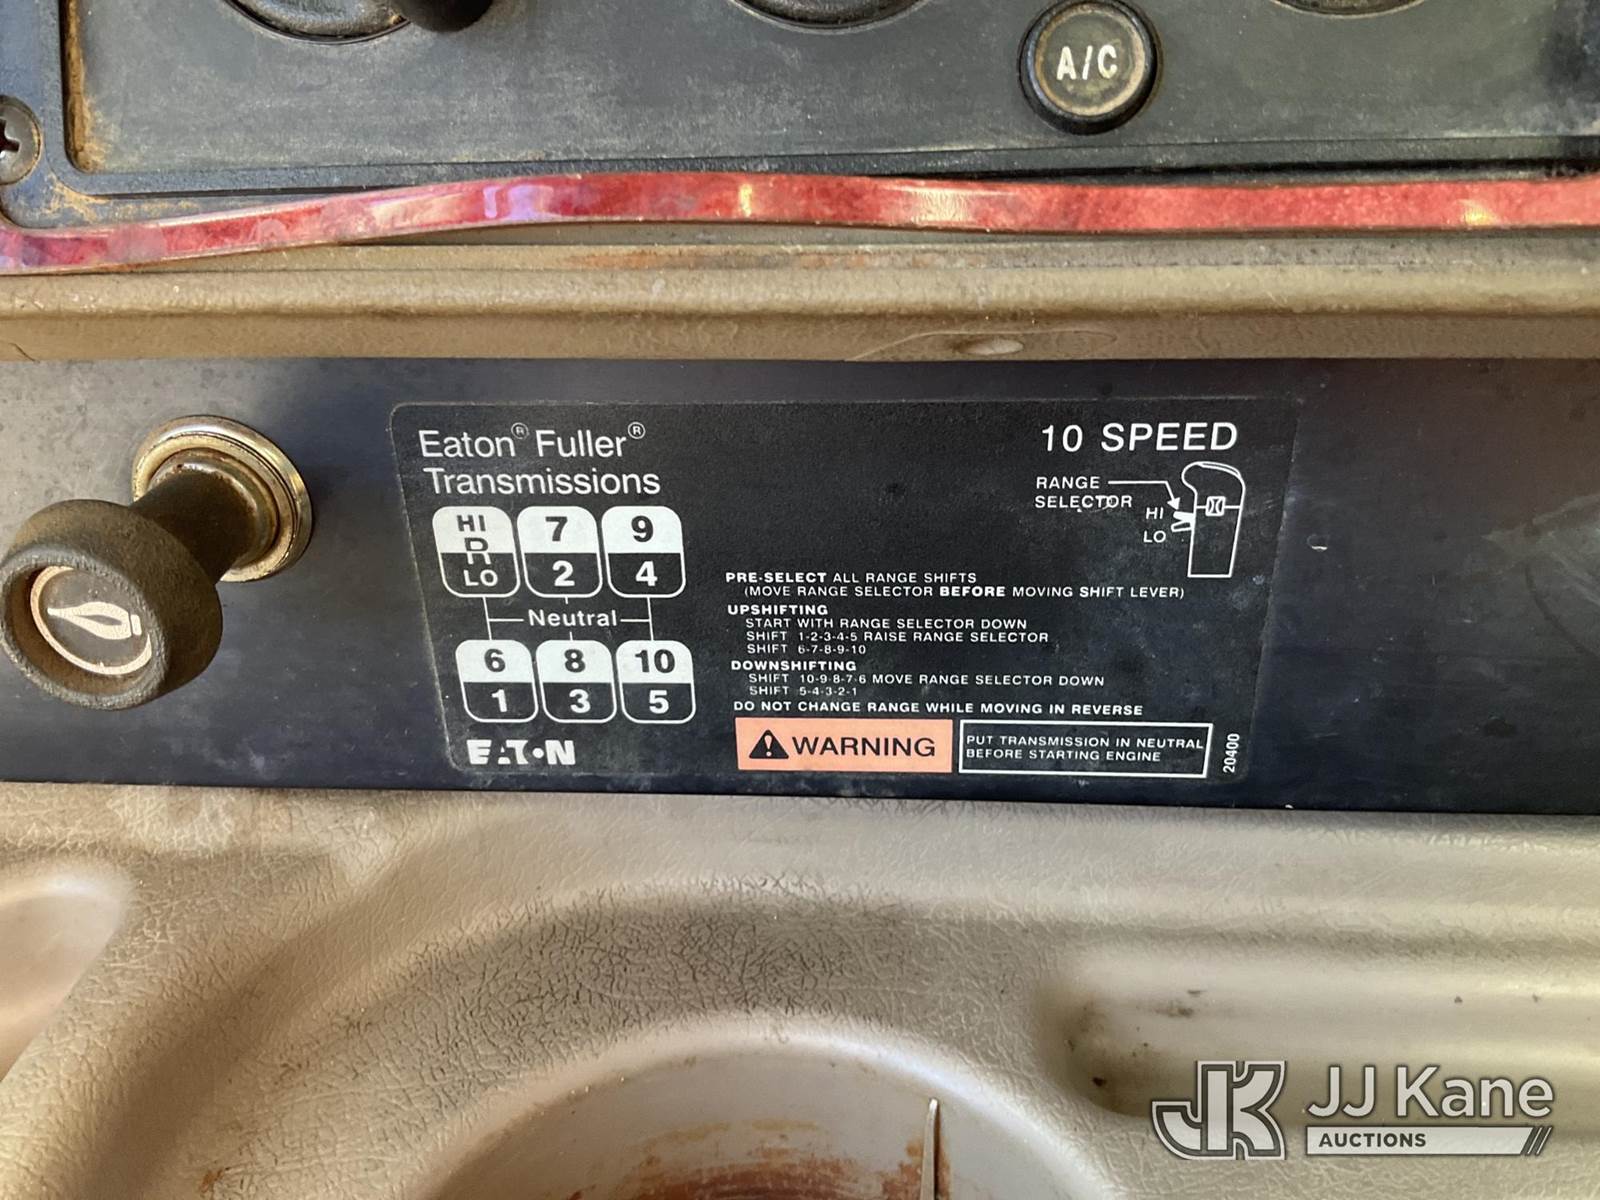 A/C
Eaton® Fuller®
Transmissions
10 SPEED
RANGE
SELECTOR
HI
LO
HI 7 9
R
LO 2 4
Neutral
6 8 10
1 3 5
EATON
PRE-SELECT ALL RANGE SHIFTS
(MOVE RANGE SELECTOR BEFORE MOVING SHIFT LEVER)
UPSHIFTING
START WITH RANGE SELECTOR DOWN
SHIFT 1-2-3-4-5 RAISE RANGE SELECTOR
SHIFT 6-7-8-9-10
DOWNSHIFTING
SHIFT 10-9-8-7-6 MOVE RANGE SELECTOR DOWN
SHIFT 5-4-3-2-1
DO NOT CHANGE RANGE WHILE MOVING IN REVERSE
WARNING
PUT TRANSMISSION IN NEUTRAL
BEFORE STARTING ENGINE
20400
JK JJ Kane
AUCTIONS